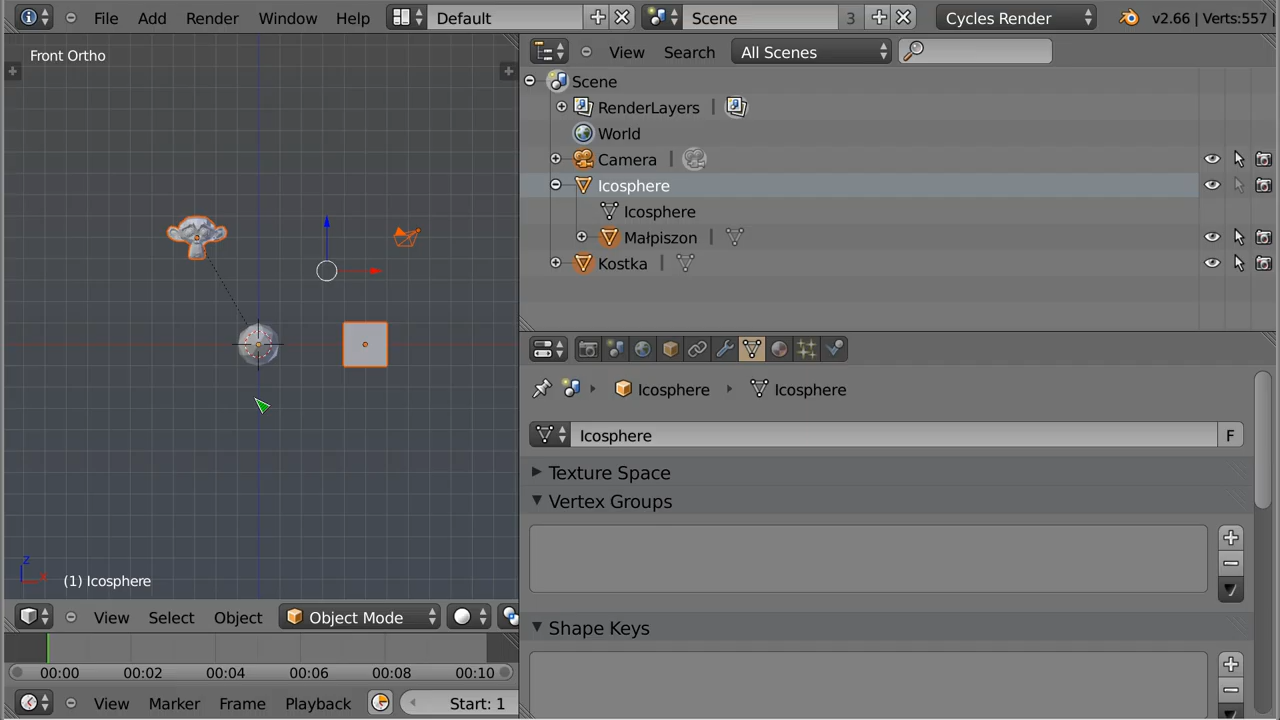 File Add Render Window Help Default Scene 3 Cycles Render v2.66 | Verts:557
Front Ortho
View Search All Scenes
Scene
RenderLayers
World
Camera
Icosphere
Icosphere
Małpiszon
Kostka
Icosphere Icosphere
Icosphere F
Texture Space
Vertex Groups
Shape Keys
z
x
(1) Icosphere
View Select Object Object Mode
00:00 00:02 00:04 00:06 00:08 00:10
View Marker Frame Playback Start: 1